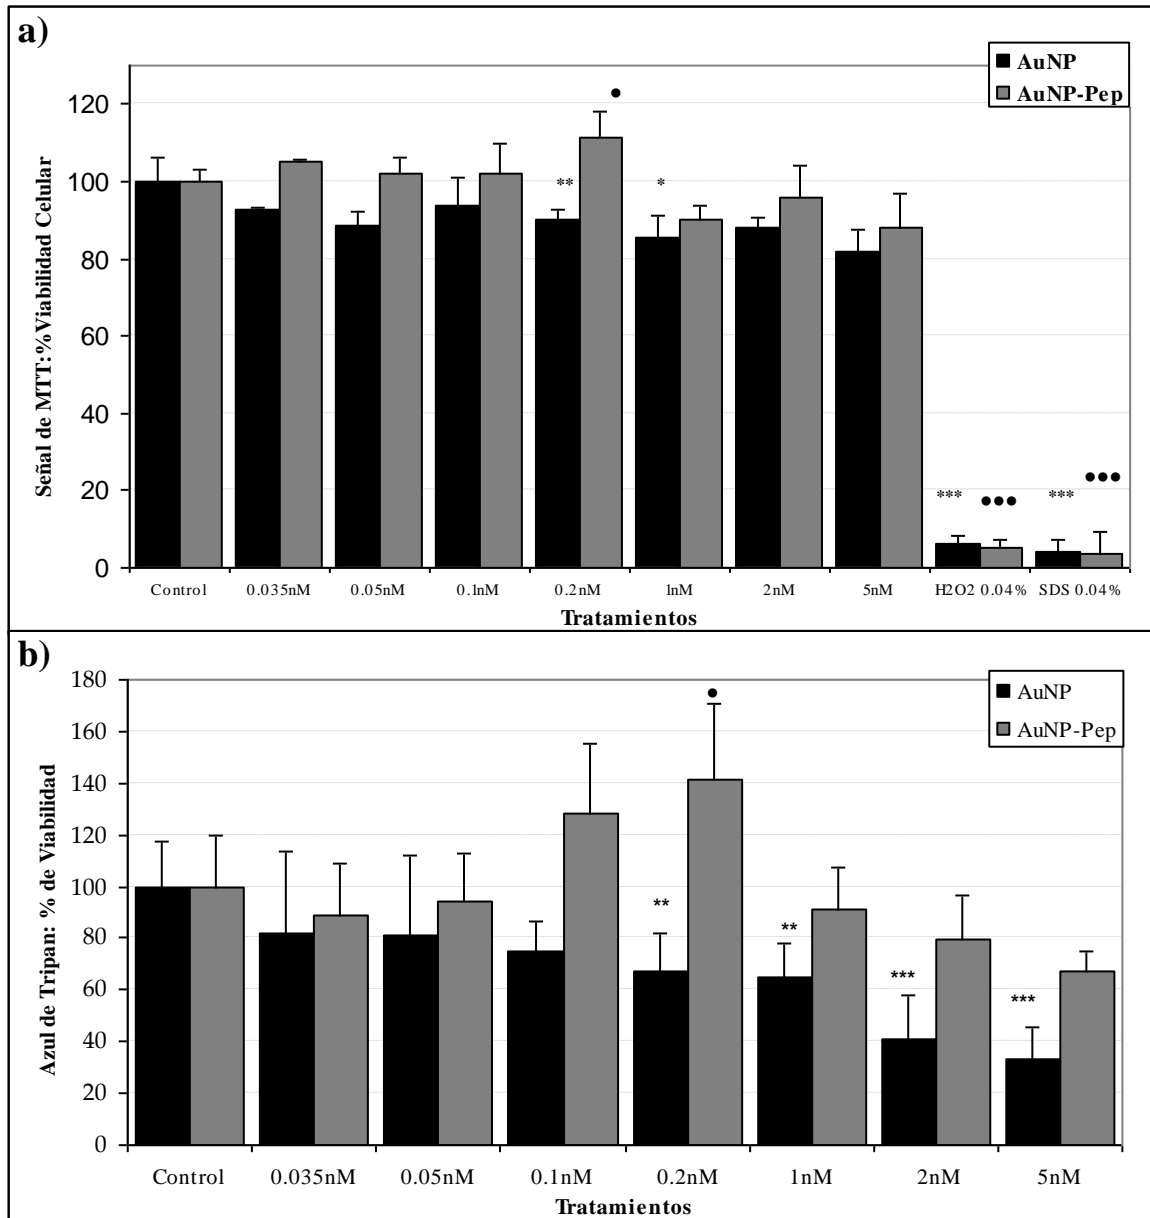 a)
AuNP
AuNP-Pep
Señal de MTT:%Viabilidad Celular
120
100
80
60
40
20
0
•
** *
*** ••• *** •••
Control 0.035nM 0.05nM 0.1nM 0.2nM 1nM 2nM 5nM H2O2 0.04% SDS 0.04%
Tratamientos
b)
AuNP
AuNP-Pep
Azul de Tripan: % de Viabilidad
180
160
140
120
100
80
60
40
20
0
•
** ** *** ***
Control 0.035nM 0.05nM 0.1nM 0.2nM 1nM 2nM 5nM
Tratamientos